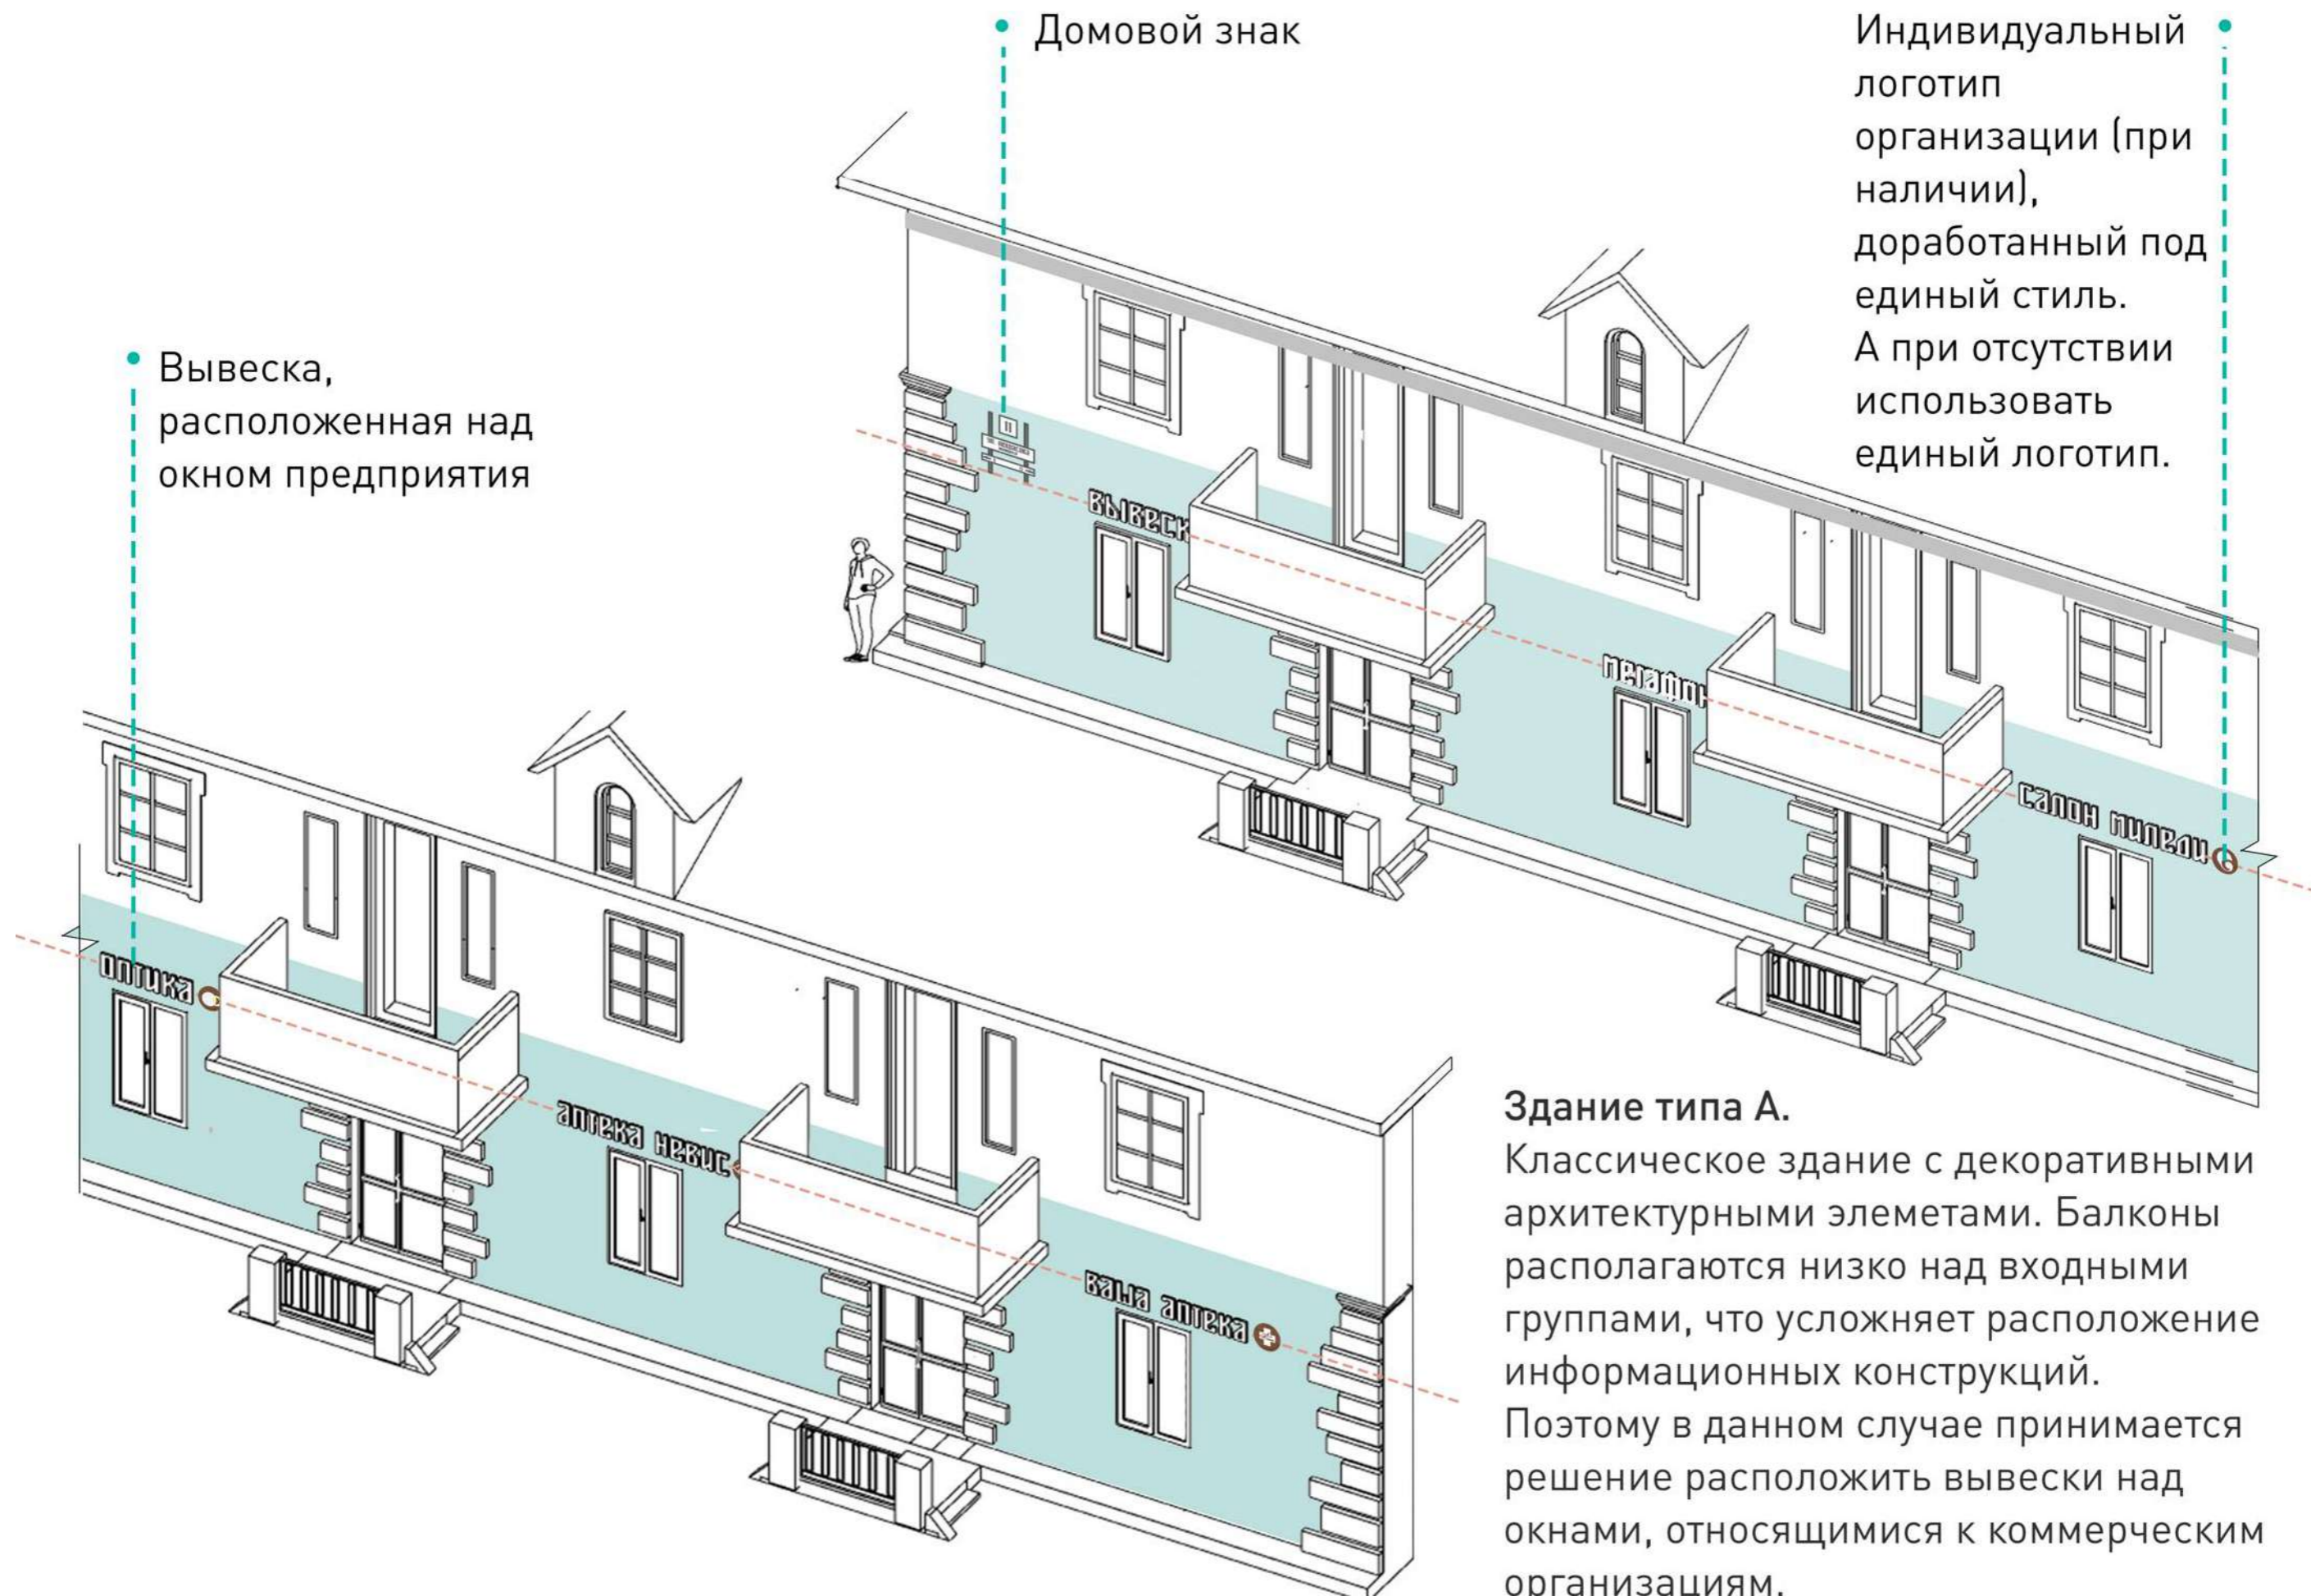 Домовой знак
Индивидуальный
логотип
организации (при
наличии),
доработанный под
единый стиль.
А при отсутствии
использовать
единый логотип.
Вывеска,
расположенная над
окном предприятия
11
вывеск
мегафон
салон миледи
оптика
аптека невис
ваша аптека
Здание типа А.
Классическое здание с декоративными
архитектурными элеметами. Балконы
располагаются низко над входными
группами, что усложняет расположение
информационных конструкций.
Поэтому в данном случае принимается
решение расположить вывески над
окнами, относящимися к коммерческим
организациям.